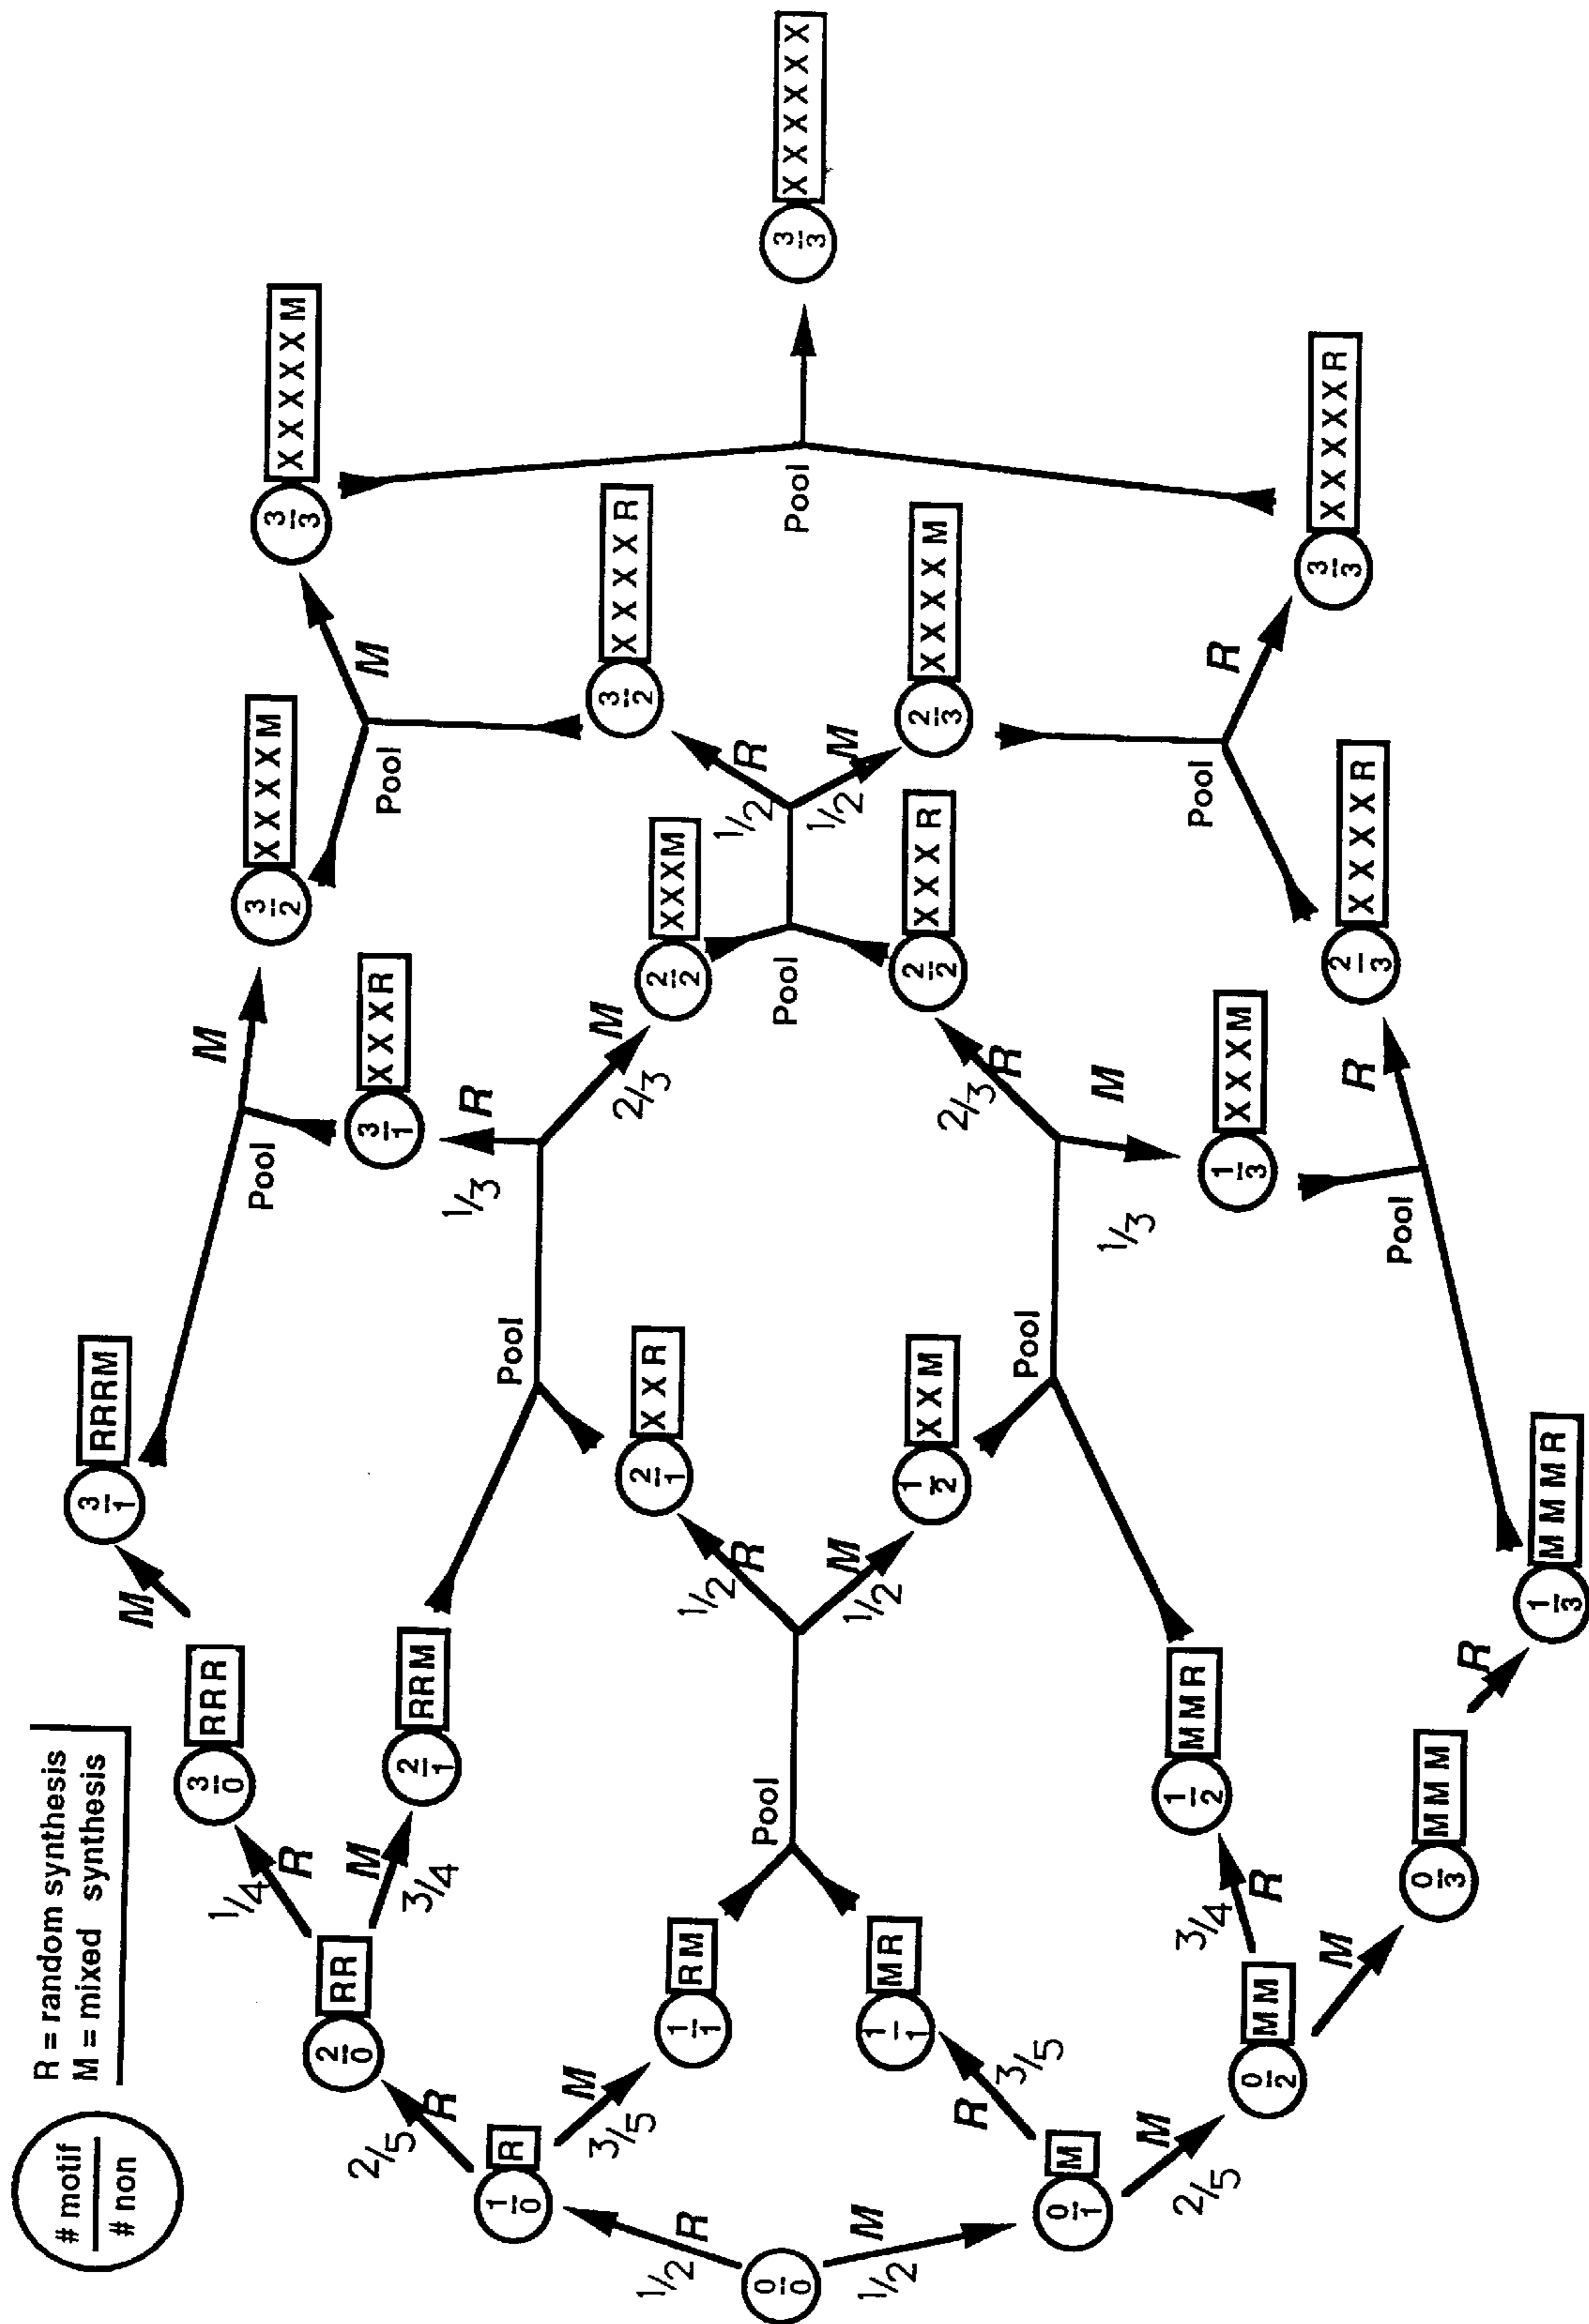 # motif
# non
R = random synthesis
M = mixed synthesis
0/0
1/2 R
1/2 M
1/0 R
0/1 M
2/5 R
3/5 M
R 3/5
2/5 M
2/0 RR
1/1 RM
1/1 MR
0/2 MM
1/4 R
3/4 M
Pool
3/4 R
M
3/0 RRR
2/1 RRM
1/2 MMR
0/3 MMM
M
1/2 R
1/2 M
R
3/1 RRRM
2/1 XXR
1/2 XXM
1/3 MMMR
Pool
Pool
1/3 R
2/3 M
2/3 R
1/3 M
3/1 XXXR
2/2 XXXM
2/2 XXXR
1/3 XXXM
Pool
M
Pool
Pool
R
1/2 R
1/2 M
3/2 XXXXM
3/2 XXXXR
2/3 XXXXM
2/3 XXXXR
Pool
M
Pool
R
3/3 XXXXXM
3/3 XXXXXR
Pool
3/3 XXXXXX